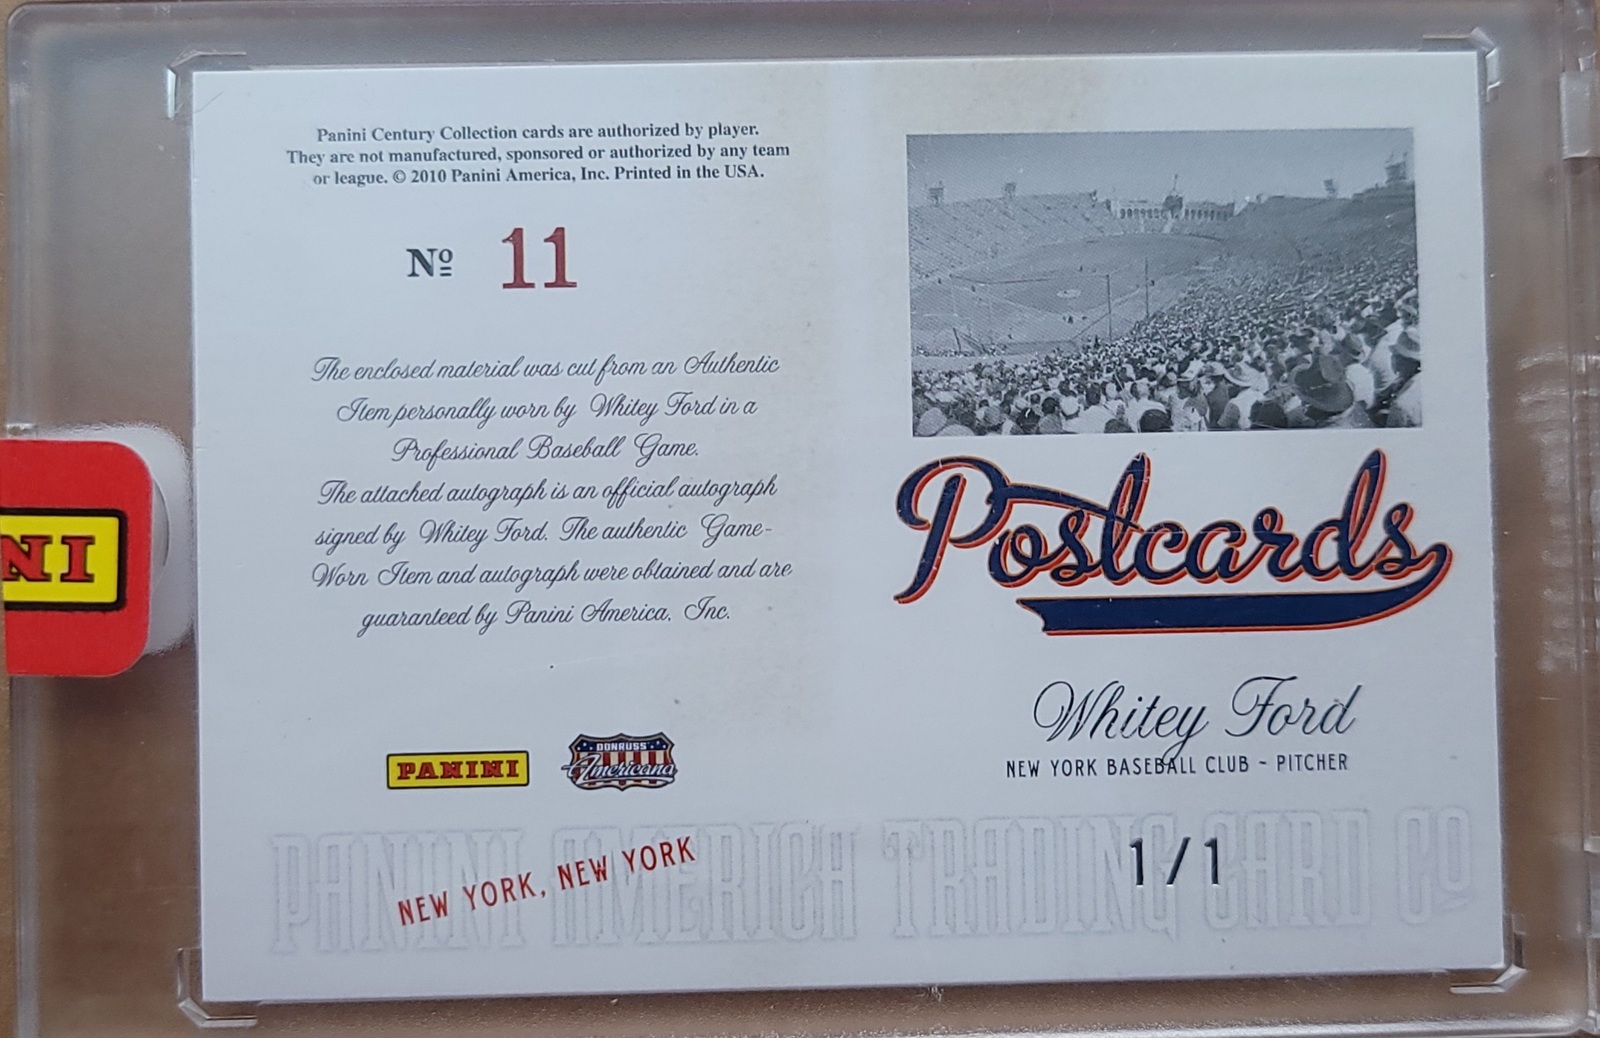 Panini Century Collection cards are authorized by player.
They are not manufactured, sponsored or authorized by any team
or league. © 2010 Panini America, Inc. Printed in the USA.
Nº 11
The enclosed material was cut from an Authentic
Item personally worn by Whitey Ford in a
Professional Baseball Game.
The attached autograph is an official autograph
signed by Whitey Ford. The authentic Game-
Worn Item and autograph were obtained and are
guaranteed by Panini America, Inc.
NI
PANINI
DONRUSS
Americana
NEW YORK, NEW YORK
Postcards
Whitey Ford
NEW YORK BASEBALL CLUB ~ PITCHER
1/1
PANINI AMERICA TRADING CARD Cº